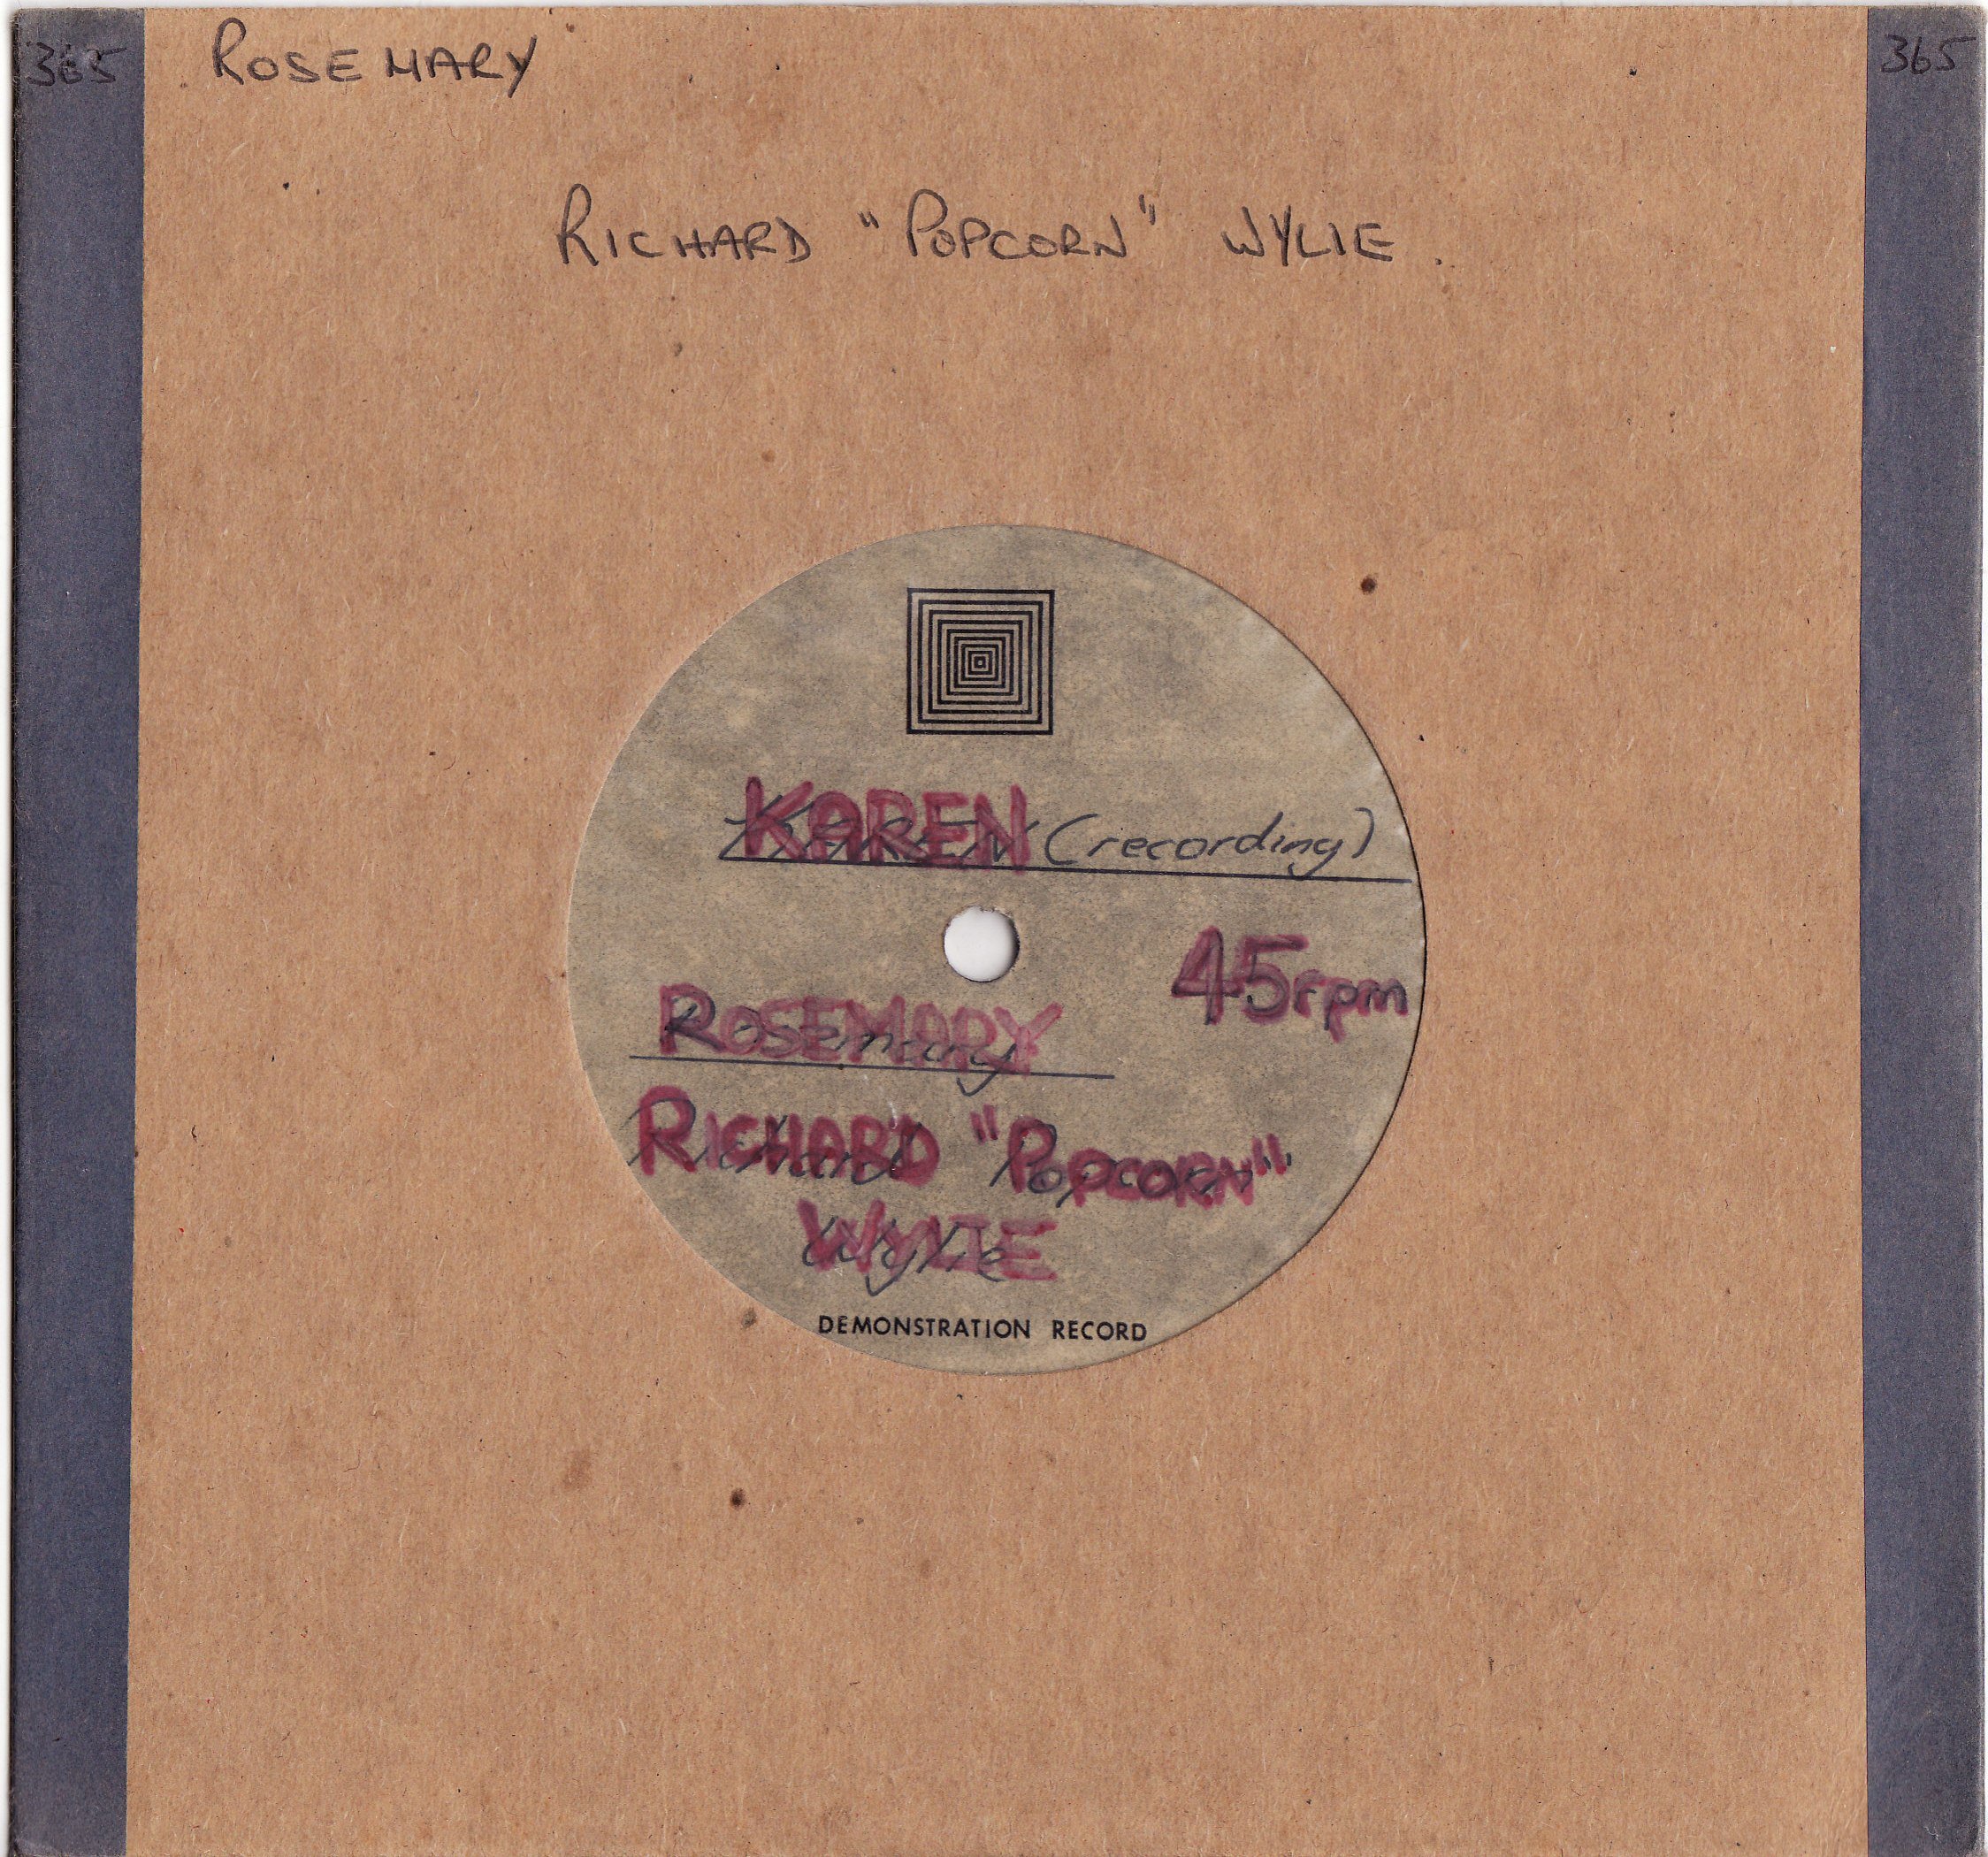 365 ROSEMARY 365
RICHARD "POPCORN" WYLIE.
KAREN (recording)
45rpm
ROSEMARY
RICHARD "POPCORN"
WYLIE
DEMONSTRATION RECORD